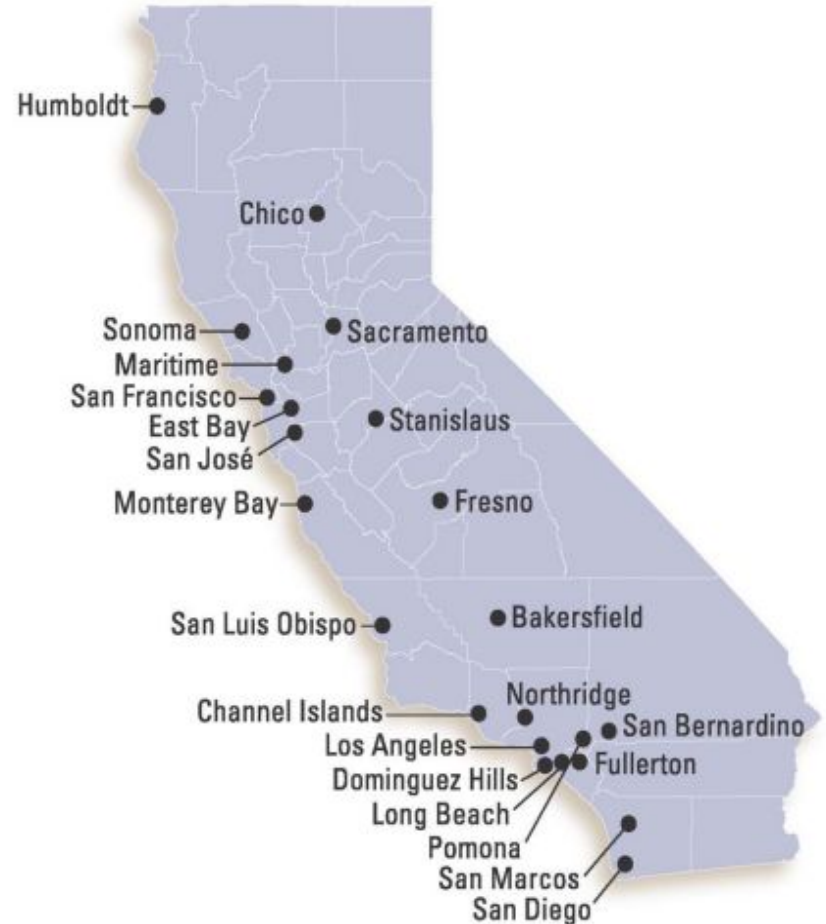 Humboldt
Chico
Sonoma
Sacramento
Maritime
San Francisco
East Bay
Stanislaus
San José
Monterey Bay
Fresno
San Luis Obispo
Bakersfield
Northridge
Channel Islands
San Bernardino
Los Angeles
Fullerton
Dominguez Hills
Long Beach
Pomona
San Marcos
San Diego